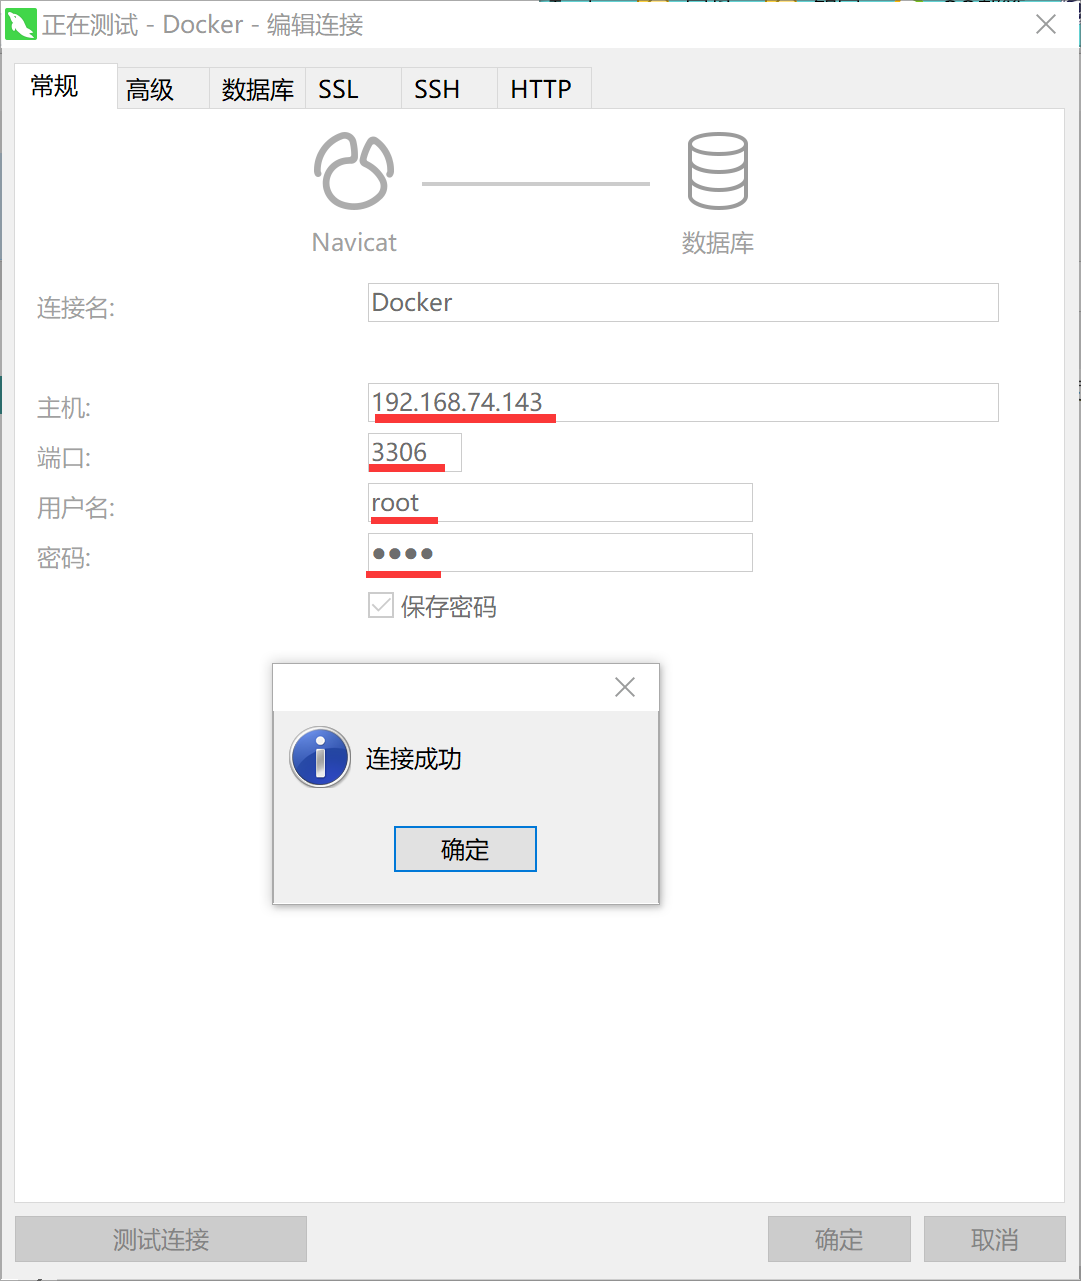 正在测试 - Docker - 编辑连接
常规 高级 数据库 SSL SSH HTTP
Navicat 数据库
连接名: Docker
主机: 192.168.74.143
端口: 3306
用户名: root
密码: ●●●●
保存密码
连接成功
确定
测试连接 确定 取消